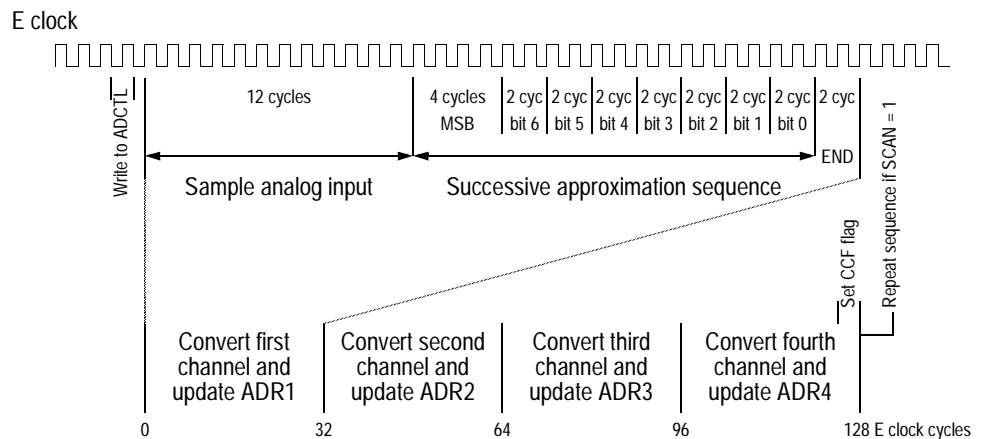 E clock
Write to ADCTL
12 cycles
4 cycles
MSB
2 cyc
bit 6
2 cyc
bit 5
2 cyc
bit 4
2 cyc
bit 3
2 cyc
bit 2
2 cyc
bit 1
2 cyc
bit 0
2 cyc
END
Sample analog input
Successive approximation sequence
Set CCF flag
Repeat sequence if SCAN = 1
Convert first
channel and
update ADR1
Convert second
channel and
update ADR2
Convert third
channel and
update ADR3
Convert fourth
channel and
update ADR4
0
32
64
96
128 E clock cycles